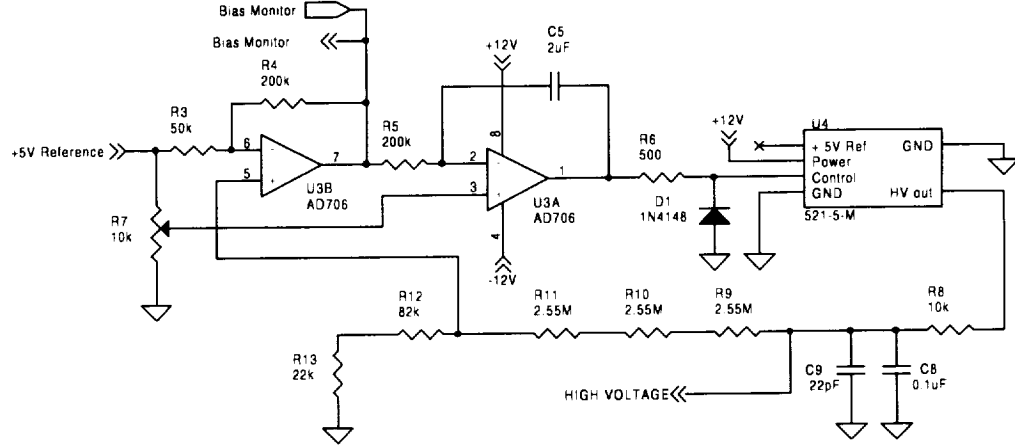 Bias Monitor
Bias Monitor
R4
200k
R3
50k
+5V Reference
6
5
7
U3B
AD706
R7
10k
R5
200k
C5
2uF
+12V
8
2
3
1
4
U3A
AD706
-12V
R6
500
D1
1N4148
+12V
U4
+ 5V Ref
Power
Control
GND
GND
HV out
521-5-M
R12
82k
R13
22k
R11
2.55M
R10
2.55M
R9
2.55M
R8
10k
HIGH VOLTAGE
C9
22pF
C8
0.1uF